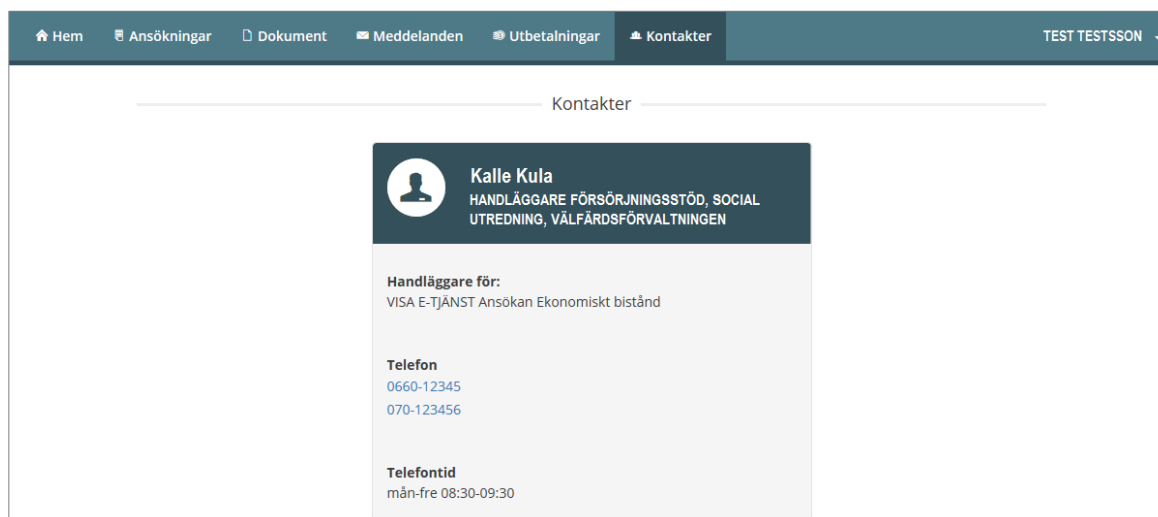 Hem Ansökningar Dokument Meddelanden Utbetalningar Kontakter TEST TESTSSON
Kontakter
Kalle Kula
HANDLÄGGARE FÖRSÖRJNINGSSTÖD, SOCIAL
UTREDNING, VÄLFÄRDSFÖRVALTNINGEN
Handläggare för:
VISA E-TJÄNST Ansökan Ekonomiskt bistånd
Telefon
0660-12345
070-123456
Telefontid
mån-fre 08:30-09:30